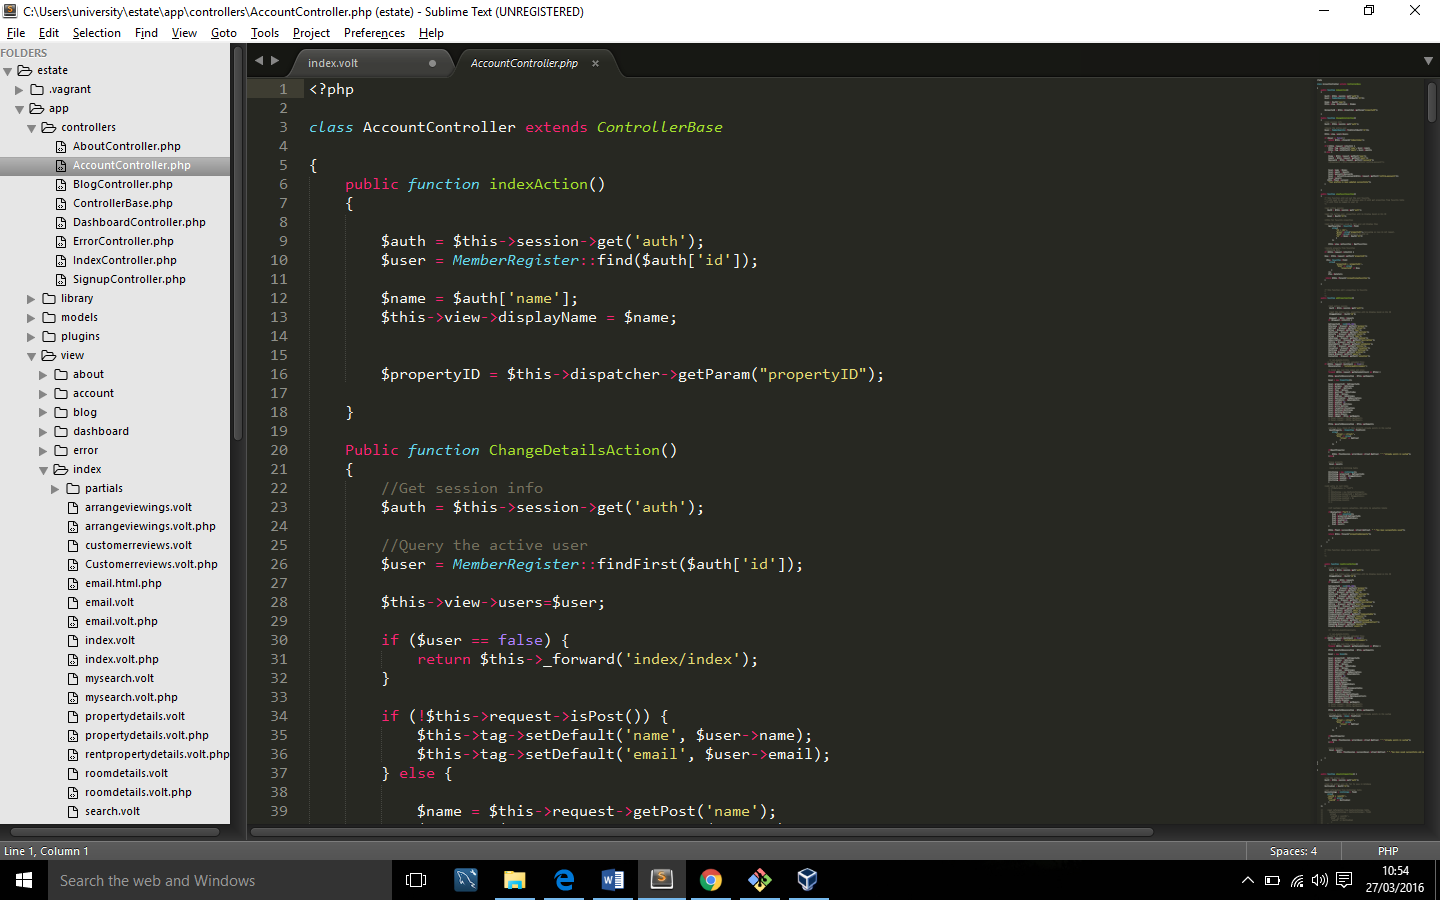 C:\Users\university\estate\app\controllers\AccountController.php (estate) - Sublime Text (UNREGISTERED)
File Edit Selection Find View Goto Tools Project Preferences Help
FOLDERS
estate
.vagrant
app
controllers
AboutController.php
AccountController.php
BlogController.php
ControllerBase.php
DashboardController.php
ErrorController.php
IndexController.php
SignupController.php
library
models
plugins
view
about
account
blog
dashboard
error
index
partials
arrangeviewings.volt
arrangeviewings.volt.php
customerreviews.volt
Customerreviews.volt.php
email.html.php
email.volt
email.volt.php
index.volt
index.volt.php
mysearch.volt
mysearch.volt.php
propertydetails.volt
propertydetails.volt.php
rentpropertydetails.volt.php
roomdetails.volt
roomdetails.volt.php
search.volt
index.volt AccountController.php
1 <?php
2
3 class AccountController extends ControllerBase
4
5 {
6 public function indexAction()
7 {
8
9 $auth = $this->session->get('auth');
10 $user = MemberRegister::find($auth['id']);
11
12 $name = $auth['name'];
13 $this->view->displayName = $name;
14
15
16 $propertyID = $this->dispatcher->getParam("propertyID");
17
18 }
19
20 Public function ChangeDetailsAction()
21 {
22 //Get session info
23 $auth = $this->session->get('auth');
24
25 //Query the active user
26 $user = MemberRegister::findFirst($auth['id']);
27
28 $this->view->users=$user;
29
30 if ($user == false) {
31 return $this->_forward('index/index');
32 }
33
34 if (!$this->request->isPost()) {
35 $this->tag->setDefault('name', $user->name);
36 $this->tag->setDefault('email', $user->email);
37 } else {
38
39 $name = $this->request->getPost('name');
Line 1, Column 1 Spaces: 4 PHP
Search the web and Windows
10:54
27/03/2016